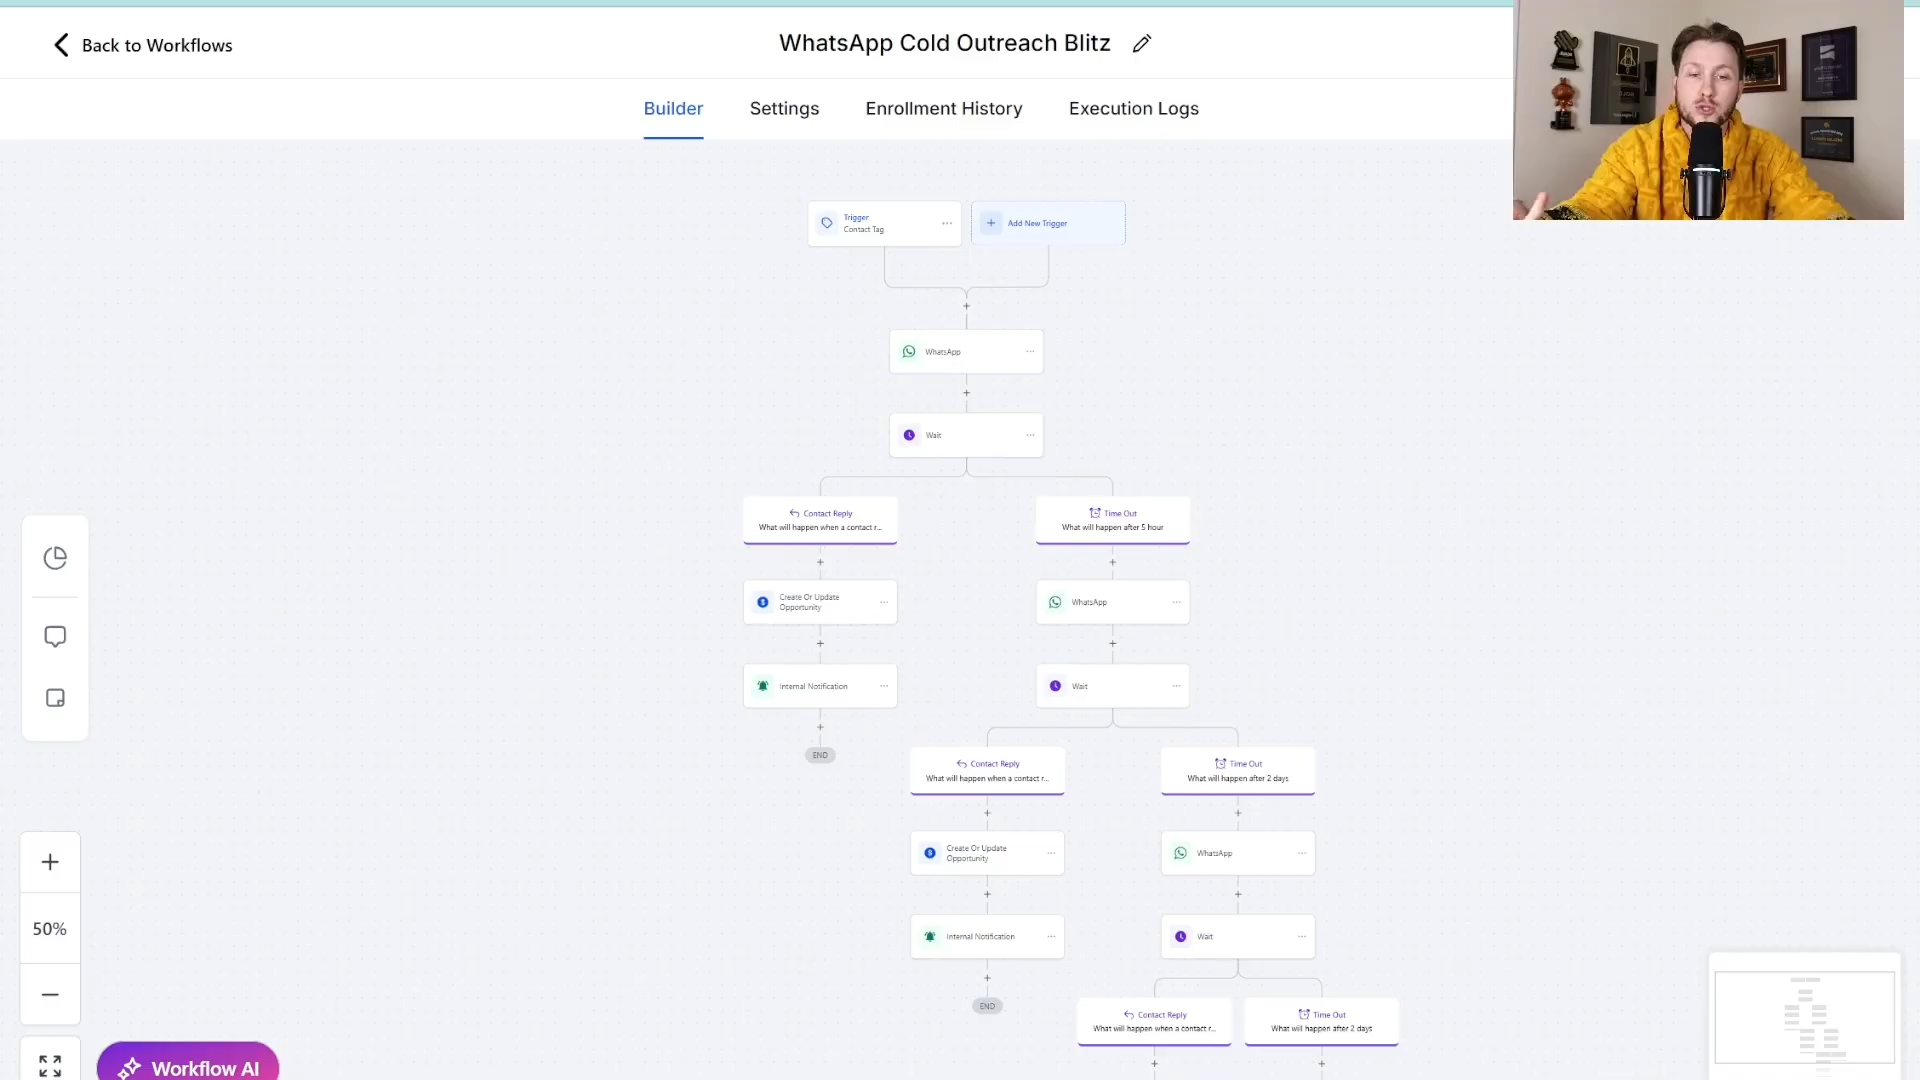 Back to Workflows
WhatsApp Cold Outreach Blitz
Builder
Settings
Enrollment History
Execution Logs
Trigger
Contact Tag
Add New Trigger
WhatsApp
Wait
Contact Reply
What will happen when a contact r...
Time Out
What will happen after 5 hour
Create Or Update
Opportunity
WhatsApp
Internal Notification
Wait
END
Contact Reply
What will happen when a contact r...
Time Out
What will happen after 2 days
Create Or Update
Opportunity
WhatsApp
Internal Notification
Wait
END
Contact Reply
What will happen when a contact r...
Time Out
What will happen after 2 days
50%
Workflow AI